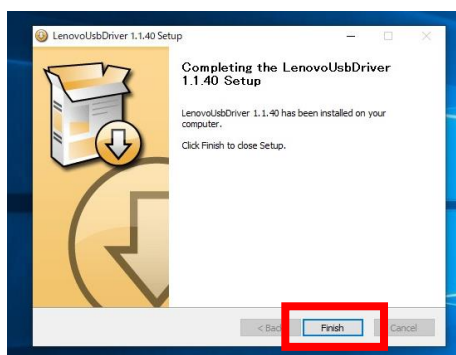 LenovoUsbDriver 1.1.40 Setup
Completing the LenovoUsbDriver
1.1.40 Setup
LenovoUsbDriver 1.1.40 has been installed on your
computer.
Click Finish to close Setup.
< Back Finish Cancel